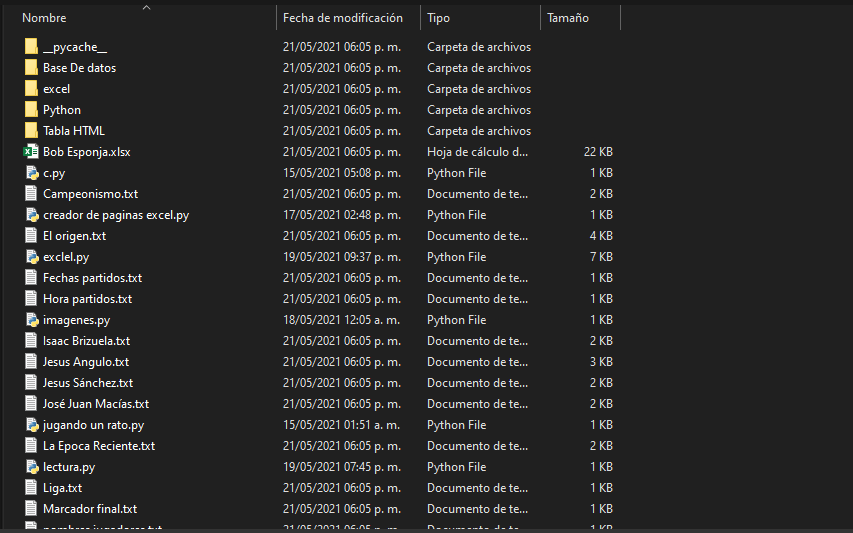 Nombre Fecha de modificación Tipo Tamaño
__pycache__ 21/05/2021 06:05 p. m. Carpeta de archivos
Base De datos 21/05/2021 06:05 p. m. Carpeta de archivos
excel 21/05/2021 06:05 p. m. Carpeta de archivos
Python 21/05/2021 06:05 p. m. Carpeta de archivos
Tabla HTML 21/05/2021 06:05 p. m. Carpeta de archivos
Bob Esponja.xlsx 21/05/2021 06:05 p. m. Hoja de cálculo d... 22 KB
c.py 15/05/2021 05:08 p. m. Python File 1 KB
Campeonismo.txt 21/05/2021 06:05 p. m. Documento de te... 2 KB
creador de paginas excel.py 17/05/2021 02:48 p. m. Python File 1 KB
El origen.txt 21/05/2021 06:05 p. m. Documento de te... 4 KB
exclel.py 19/05/2021 09:37 p. m. Python File 7 KB
Fechas partidos.txt 21/05/2021 06:05 p. m. Documento de te... 1 KB
Hora partidos.txt 21/05/2021 06:05 p. m. Documento de te... 1 KB
imagenes.py 18/05/2021 12:05 a. m. Python File 1 KB
Isaac Brizuela.txt 21/05/2021 06:05 p. m. Documento de te... 2 KB
Jesus Angulo.txt 21/05/2021 06:05 p. m. Documento de te... 3 KB
Jesus Sánchez.txt 21/05/2021 06:05 p. m. Documento de te... 2 KB
José Juan Macías.txt 21/05/2021 06:05 p. m. Documento de te... 2 KB
jugando un rato.py 15/05/2021 01:51 a. m. Python File 1 KB
La Epoca Reciente.txt 21/05/2021 06:05 p. m. Documento de te... 2 KB
lectura.py 19/05/2021 07:45 p. m. Python File 1 KB
Liga.txt 21/05/2021 06:05 p. m. Documento de te... 1 KB
Marcador final.txt 21/05/2021 06:05 p. m. Documento de te... 1 KB
nombres jugadores.txt 21/05/2021 06:05 p. m. Documento de te... 1 KB